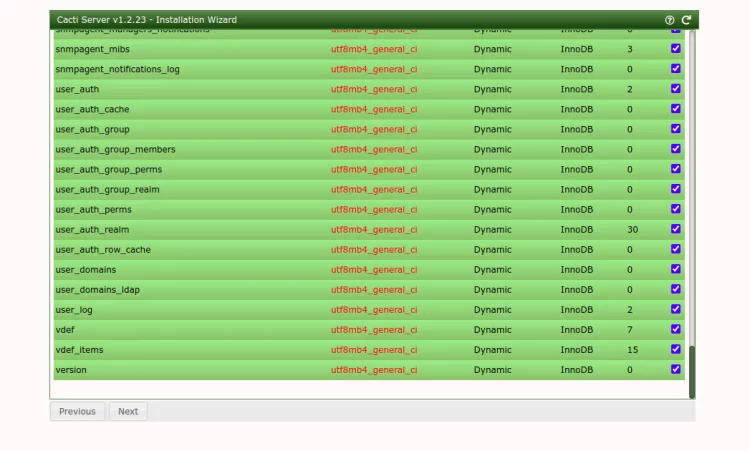 Cacti Server v1.2.23 - Installation Wizard
snmpagent_managers_notifications utf8mb4_general_ci Dynamic InnoDB 0
snmpagent_mibs utf8mb4_general_ci Dynamic InnoDB 3
snmpagent_notifications_log utf8mb4_general_ci Dynamic InnoDB 0
user_auth utf8mb4_general_ci Dynamic InnoDB 2
user_auth_cache utf8mb4_general_ci Dynamic InnoDB 0
user_auth_group utf8mb4_general_ci Dynamic InnoDB 0
user_auth_group_members utf8mb4_general_ci Dynamic InnoDB 0
user_auth_group_perms utf8mb4_general_ci Dynamic InnoDB 0
user_auth_group_realm utf8mb4_general_ci Dynamic InnoDB 0
user_auth_perms utf8mb4_general_ci Dynamic InnoDB 0
user_auth_realm utf8mb4_general_ci Dynamic InnoDB 30
user_auth_row_cache utf8mb4_general_ci Dynamic InnoDB 0
user_domains utf8mb4_general_ci Dynamic InnoDB 0
user_domains_ldap utf8mb4_general_ci Dynamic InnoDB 0
user_log utf8mb4_general_ci Dynamic InnoDB 2
vdef utf8mb4_general_ci Dynamic InnoDB 7
vdef_items utf8mb4_general_ci Dynamic InnoDB 15
version utf8mb4_general_ci Dynamic InnoDB 0
Previous Next